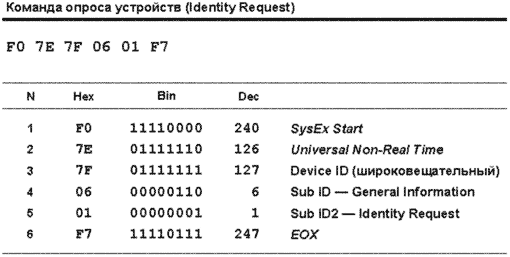 Команда опроса устройств (Identity Request)
F0 7E 7F 06 01 F7
N Hex Bin Dec
1 F0 11110000 240 SysEx Start
2 7E 01111110 126 Universal Non-Real Time
3 7F 01111111 127 Device ID (широковещательный)
4 06 00000110 6 Sub ID — General Information
5 01 00000001 1 Sub ID2 — Identity Request
6 F7 11110111 247 EOX